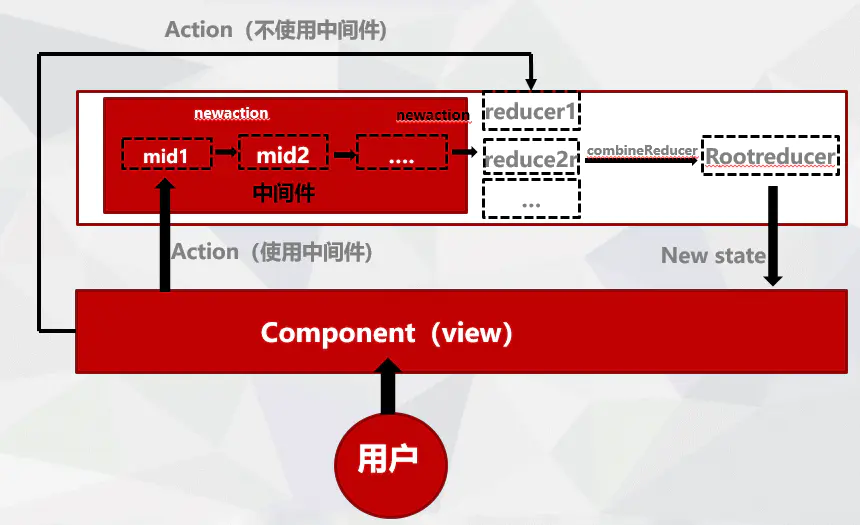 Action（不使用中间件)
newaction
newaction
reducer1
mid1
mid2
....
reduce2r
combineReducer
Rootreducer
中间件
...
Action（使用中间件)
New state
Component（view）
用户